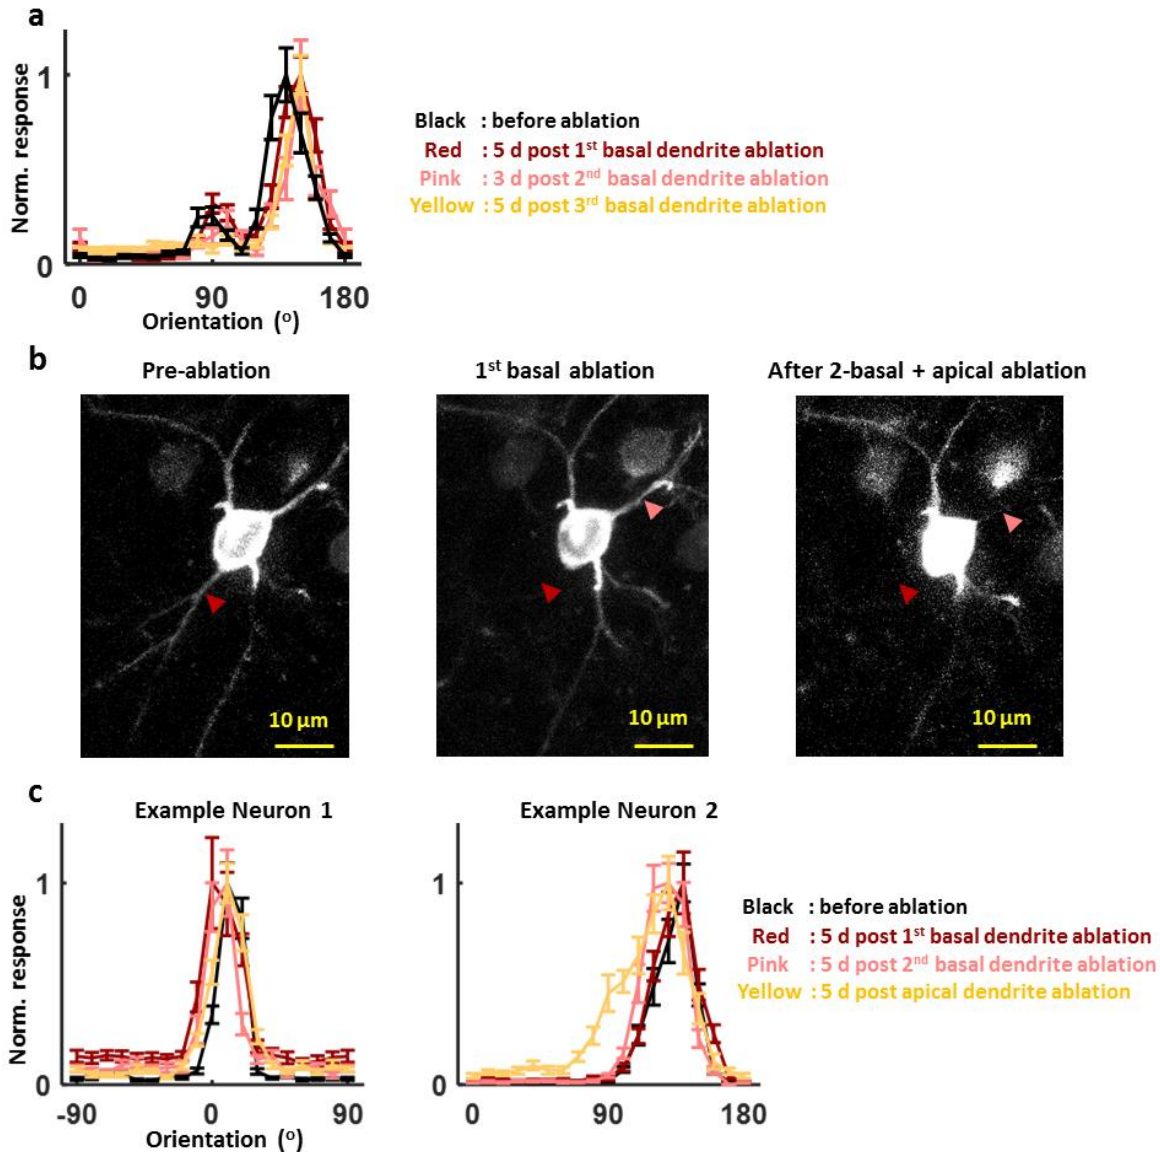 a
Norm. response
1
0
0 90 180
Orientation (o)
Black : before ablation
Red : 5 d post 1st basal dendrite ablation
Pink : 3 d post 2nd basal dendrite ablation
Yellow : 5 d post 3rd basal dendrite ablation
b
Pre-ablation
1st basal ablation
After 2-basal + apical ablation
10 µm
10 µm
10 µm
c
Example Neuron 1
Example Neuron 2
Norm. response
1
0
-90 0 90
Orientation (o)
1
0
0 90 180
Black : before ablation
Red : 5 d post 1st basal dendrite ablation
Pink : 5 d post 2nd basal dendrite ablation
Yellow : 5 d post apical dendrite ablation